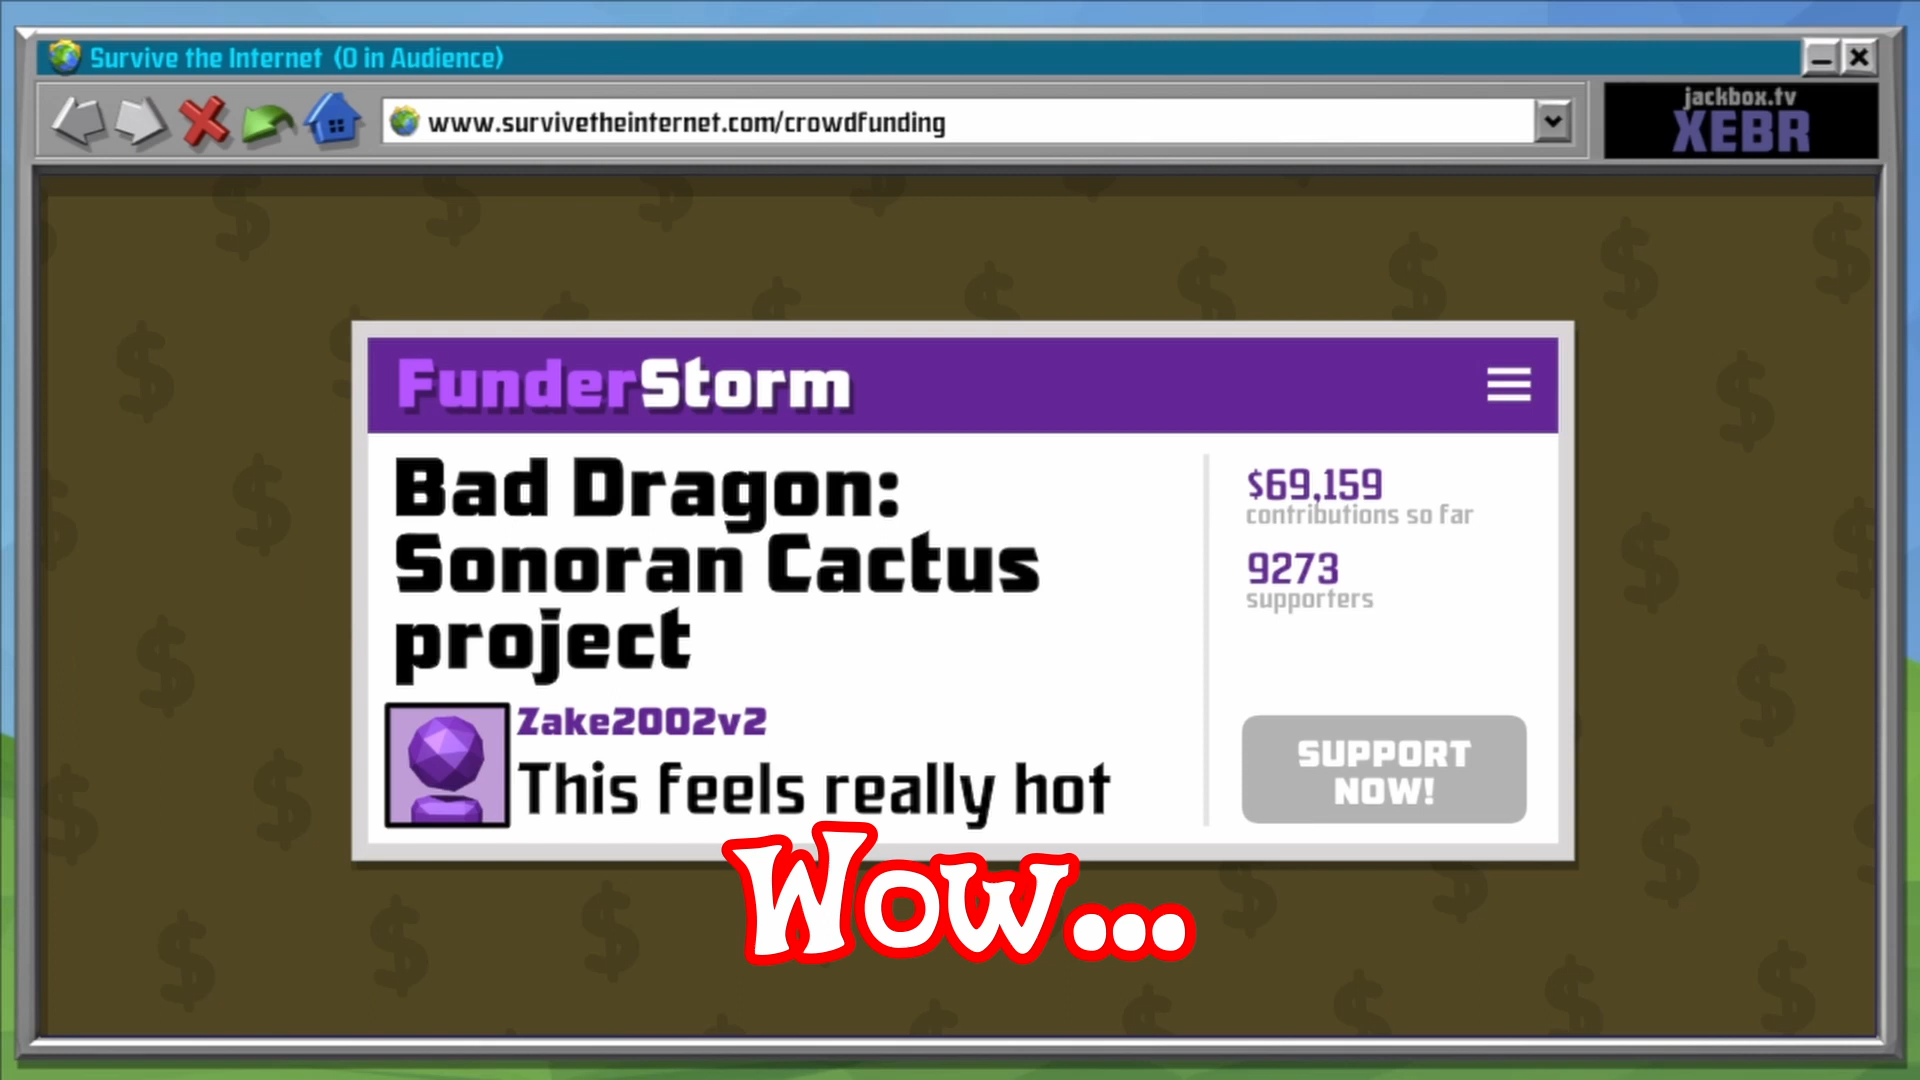 Survive the Internet (0 in Audience)
www.survivetheinternet.com/crowdfunding
jackbox.tv
XEBR
FunderStorm
Bad Dragon:
Sonoran Cactus
project
Zake2002v2
This feels really hot
$69,159
contributions so far
9273
supporters
SUPPORT
NOW!
Wow...